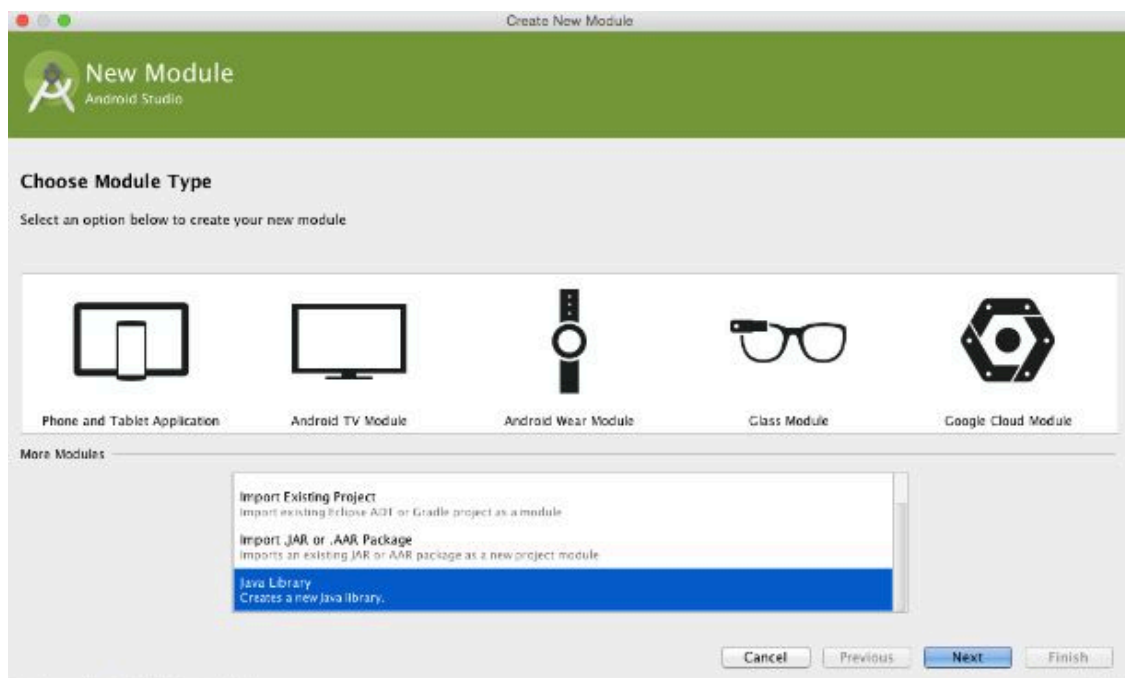 Create New Module
New Module
Android Studio
Choose Module Type
Select an option below to create your new module
Phone and Tablet Application
Android TV Module
Android Wear Module
Glass Module
Google Cloud Module
More Modules
Import Existing Project
Import existing Eclipse ADT or Gradle project as a module
Import .JAR or .AAR Package
Imports an existing JAR or AAR package as a new project module
Java Library
Creates a new Java library.
Cancel Previous Next Finish